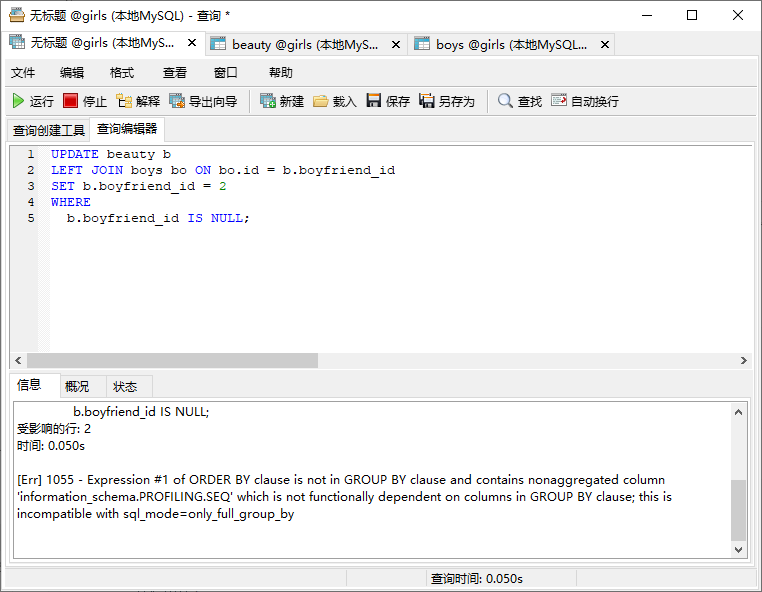 无标题 @girls (本地MySQL) - 查询 *
无标题 @girls (本地MyS... beauty @girls (本地MyS... boys @girls (本地MySQL...
文件 编辑 格式 查看 窗口 帮助
运行 停止 解释 导出向导 新建 载入 保存 另存为 查找 自动换行
查询创建工具 查询编辑器
1 UPDATE beauty b
2 LEFT JOIN boys bo ON bo.id = b.boyfriend_id
3 SET b.boyfriend_id = 2
4 WHERE
5 b.boyfriend_id IS NULL;
信息 概况 状态
b.boyfriend_id IS NULL;
受影响的行: 2
时间: 0.050s
[Err] 1055 - Expression #1 of ORDER BY clause is not in GROUP BY clause and contains nonaggregated column
'information_schema.PROFILING.SEQ' which is not functionally dependent on columns in GROUP BY clause; this is
incompatible with sql_mode=only_full_group_by
查询时间: 0.050s